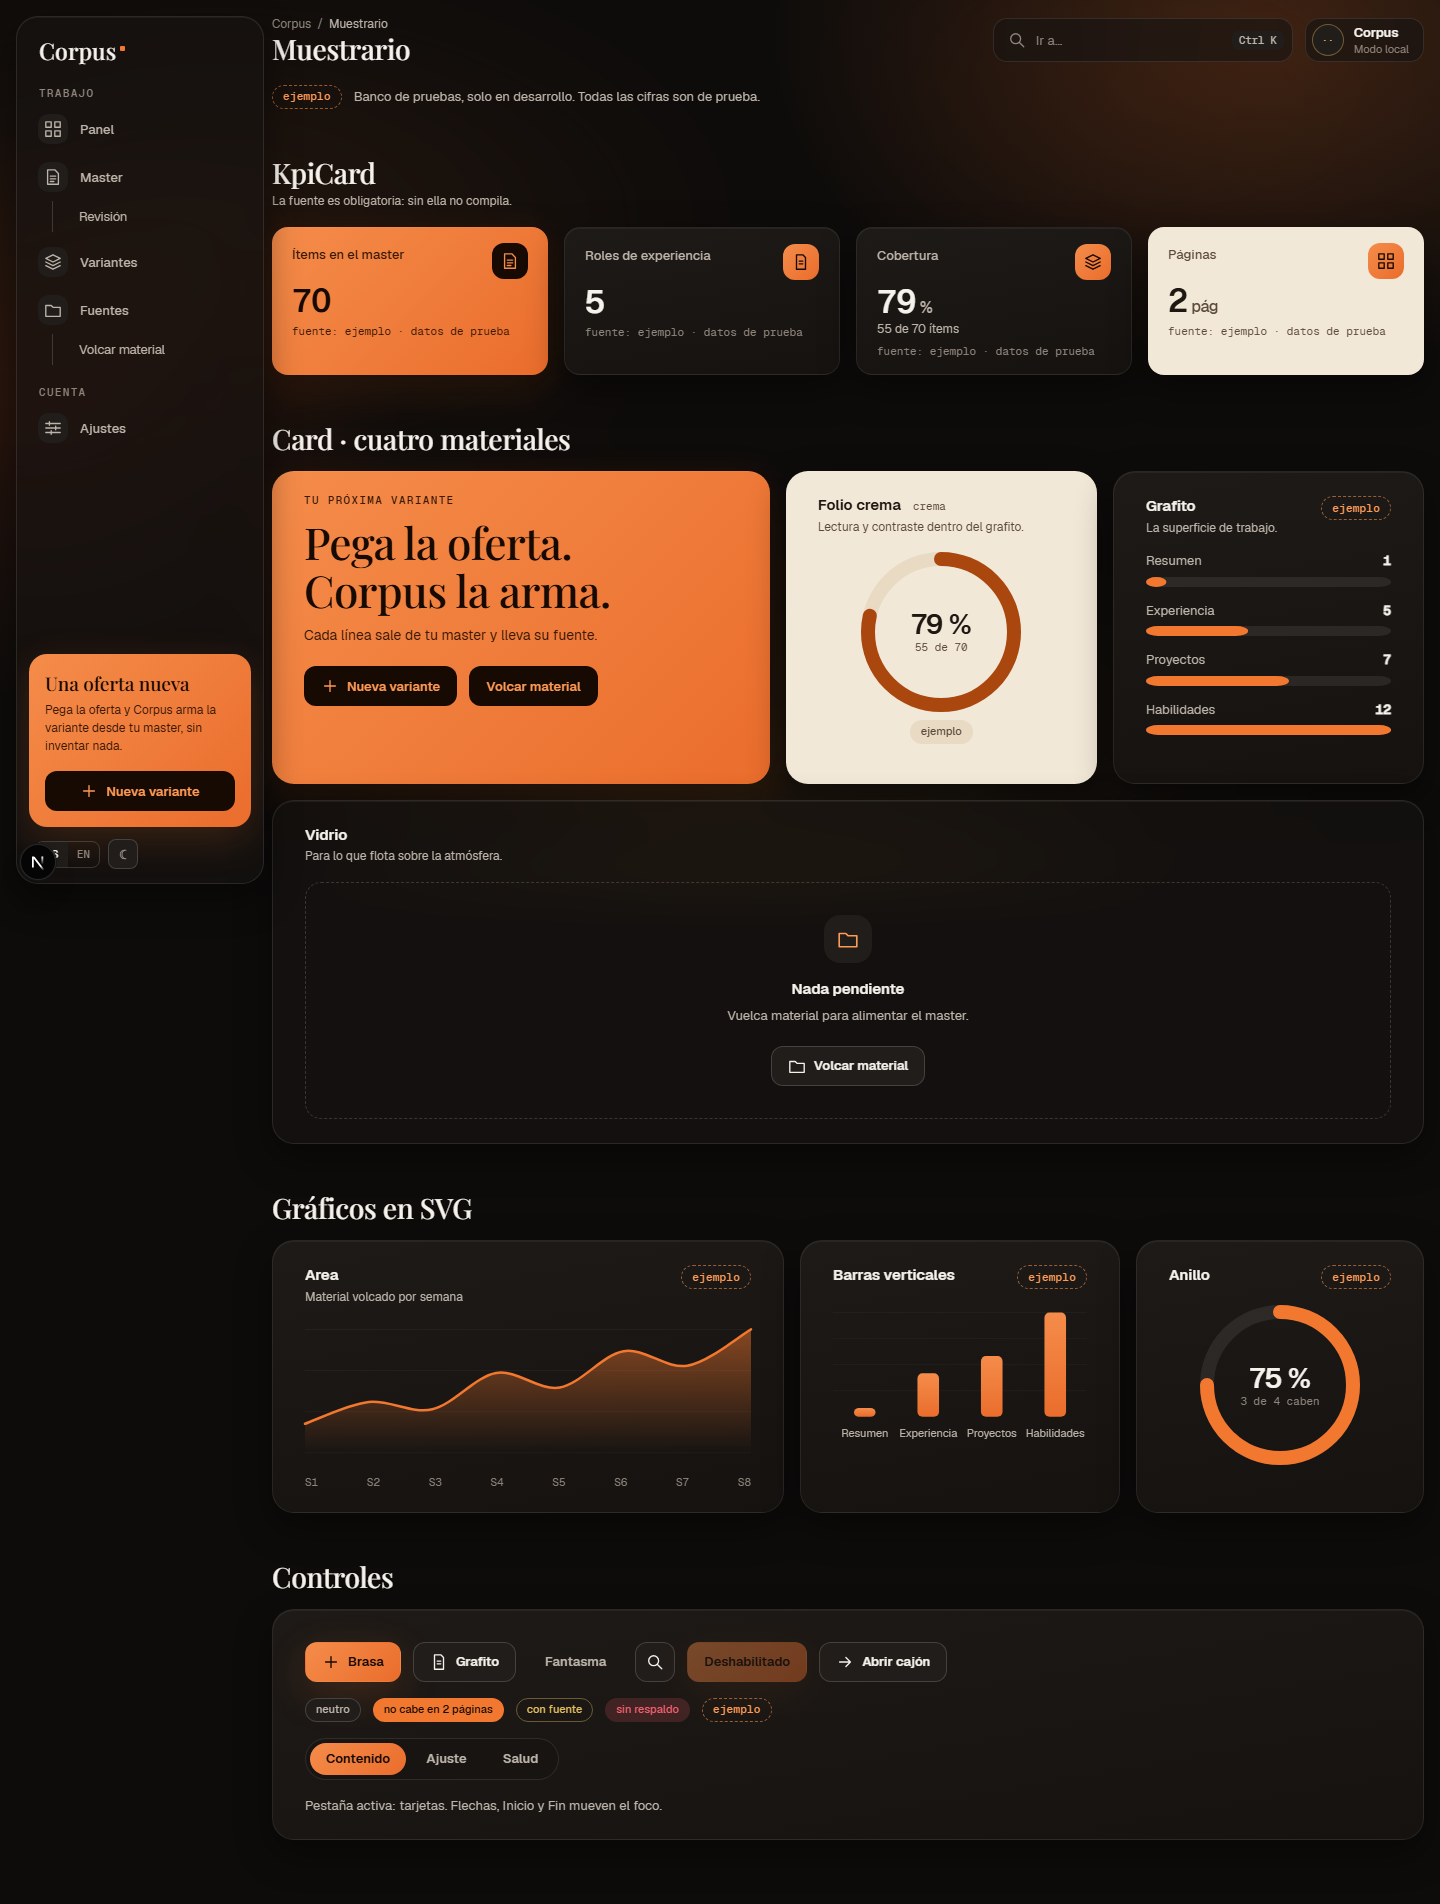 Corpus
TRABAJO
Panel
Master
Revisión
Variantes
Fuentes
Volcar material
CUENTA
Ajustes
Una oferta nueva
Pega la oferta y Corpus arma la
variante desde tu master, sin
inventar nada.
Nueva variante
EN
Corpus / Muestrario
Muestrario
Ir a...
Ctrl K
Corpus
Modo local
ejemplo
Banco de pruebas, solo en desarrollo. Todas las cifras son de prueba.
KpiCard
La fuente es obligatoria: sin ella no compila.
Ítems en el master
70
fuente: ejemplo · datos de prueba
Roles de experiencia
5
fuente: ejemplo · datos de prueba
Cobertura
79 %
55 de 70 ítems
fuente: ejemplo · datos de prueba
Páginas
2 pág
fuente: ejemplo · datos de prueba
Card · cuatro materiales
TU PRÓXIMA VARIANTE
Pega la oferta.
Corpus la arma.
Cada línea sale de tu master y lleva su fuente.
Nueva variante
Volcar material
Folio crema crema
Lectura y contraste dentro del grafito.
79 %
55 de 70
ejemplo
Grafito
ejemplo
La superficie de trabajo.
Resumen 1
Experiencia 5
Proyectos 7
Habilidades 12
Vidrio
Para lo que flota sobre la atmósfera.
Nada pendiente
Vuelca material para alimentar el master.
Volcar material
Gráficos en SVG
Area
ejemplo
Material volcado por semana
S1 S2 S3 S4 S5 S6 S7 S8
Barras verticales
ejemplo
Resumen Experiencia Proyectos Habilidades
Anillo
ejemplo
75 %
3 de 4 caben
Controles
Brasa
Grafito
Fantasma
Deshabilitado
Abrir cajón
neutro
no cabe en 2 páginas
con fuente
sin respaldo
ejemplo
Contenido
Ajuste
Salud
Pestaña activa: tarjetas. Flechas, Inicio y Fin mueven el foco.